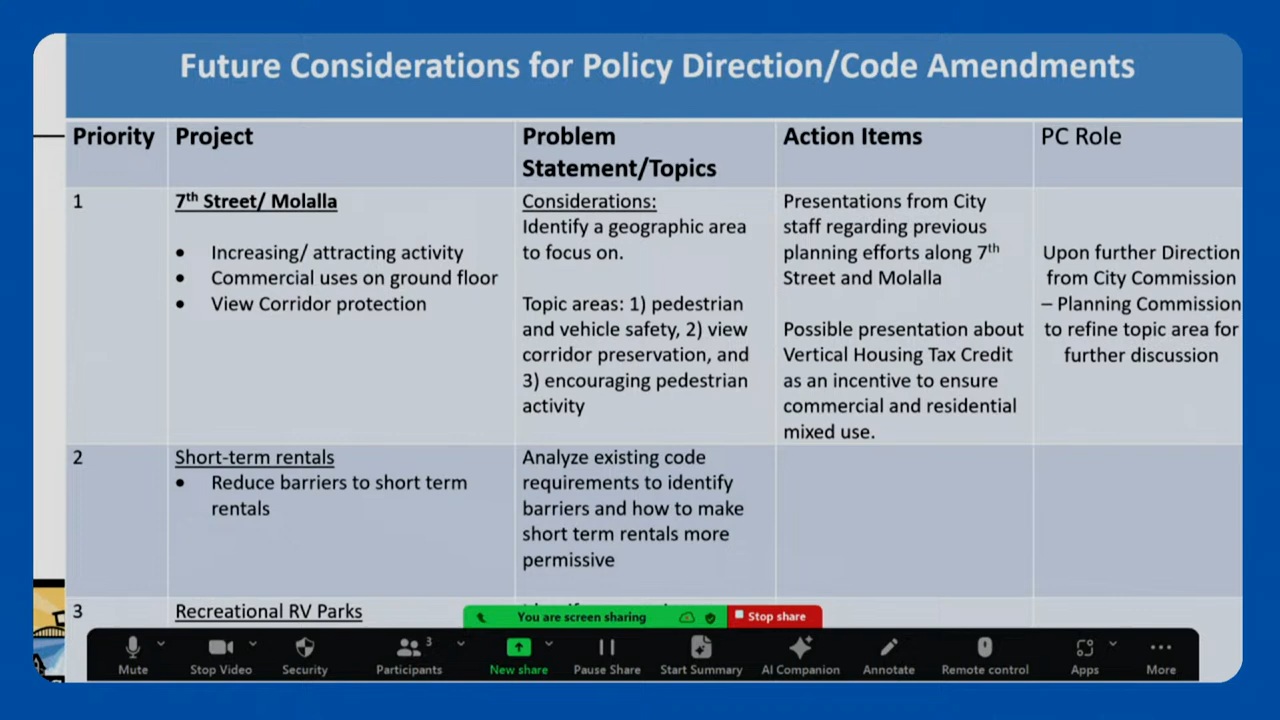 Future Considerations for Policy Direction/Code Amendments
Priority
Project
Problem
Statement/Topics
Action Items
PC Role
1
7th Street/ Molalla
• Increasing/ attracting activity
• Commercial uses on ground floor
• View Corridor protection
Considerations:
Identify a geographic area
to focus on.
Topic areas: 1) pedestrian
and vehicle safety, 2) view
corridor preservation, and
3) encouraging pedestrian
activity
Presentations from City
staff regarding previous
planning efforts along 7th
Street and Molalla
Possible presentation about
Vertical Housing Tax Credit
as an incentive to ensure
commercial and residential
mixed use.
Upon further Direction
from City Commission
– Planning Commission
to refine topic area for
further discussion
2
Short-term rentals
• Reduce barriers to short term
rentals
Analyze existing code
requirements to identify
barriers and how to make
short term rentals more
permissive
3
Recreational RV Parks
You are screen sharing
Stop share
Mute
Stop Video
Security
Participants
3
New share
Pause Share
Start Summary
AI Companion
Annotate
Remote control
Apps
More